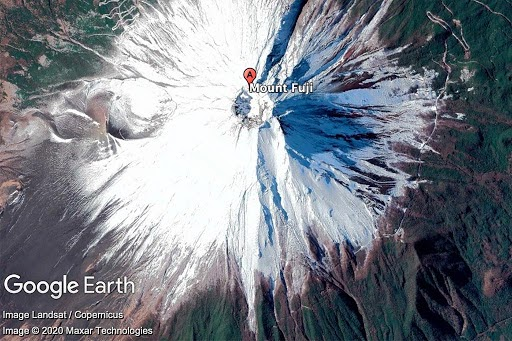 A
Mount Fuji
Google Earth
Image Landsat / Copernicus
Image © 2020 Maxar Technologies